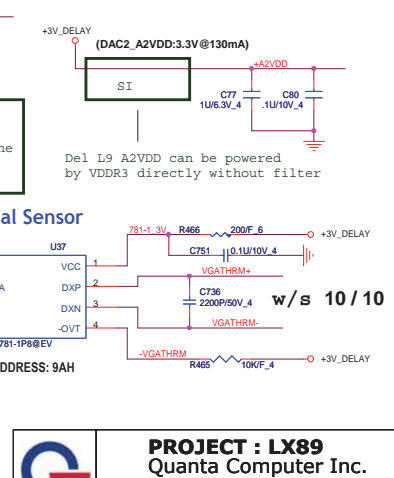 +3V_DELAY
(DAC2_A2VDD:3.3V@130mA)
+A2VDD
SI
C77
1U/6.3V_4
C80
.1U/10V_4
ne
Del L9 A2VDD can be powered
by VDDR3 directly without filter
al Sensor
U37
781-1_3V
R466
200/F_6
+3V_DELAY
C751
0.1U/10V_4
VCC
1
VGATHRM+
A
DXP
2
C736
2200P/50V_4
w/s 10/10
DXN
3
VGATHRM-
-OVT
4
781-1P8@EV
-VGATHRM
R465
10K/F_4
+3V_DELAY
DDRESS: 9AH
PROJECT : LX89
Quanta Computer Inc.